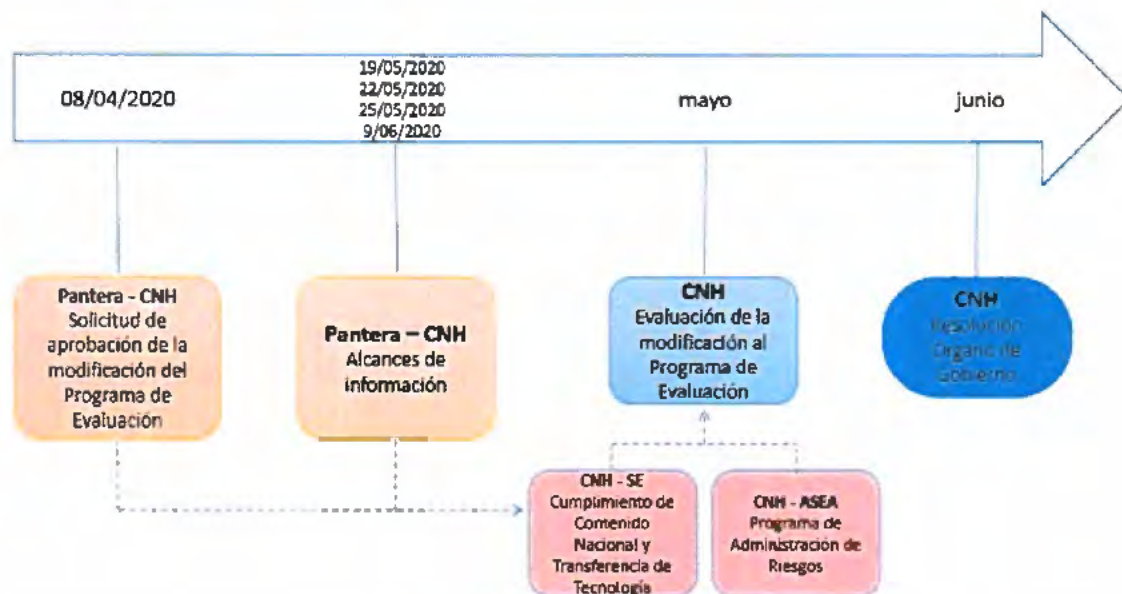 08/04/2020
19/05/2020
22/05/2020
25/05/2020
9/06/2020
mayo
junio
Pantera - CNH
Solicitud de
aprobación de la
modificación del
Programa de
Evaluación
Pantera – CNH
Alcances de
información
CNH
Evaluación de la
modificación al
Programa de
Evaluación
CNH
Resolución
Órgano de
Gobierno
CNH - SE
Cumplimiento de
Contenido
Nacional y
Transferencia de
Tecnología
CNH - ASEA
Programa de
Administración de
Riesgos